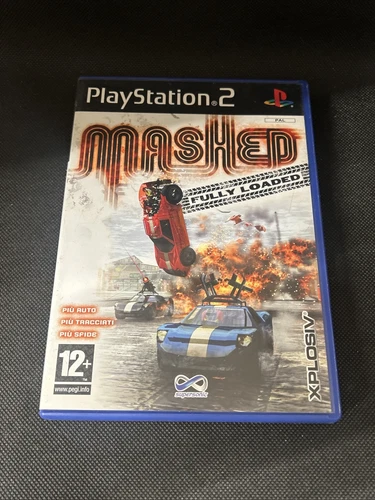 PlayStation®2
PAL
MASHED
FULLY LOADED
PIÙ AUTO
PIÙ TRACCIATI
PIÙ SFIDE
12+
www.pegi.info
supersonic
XPLOSIV